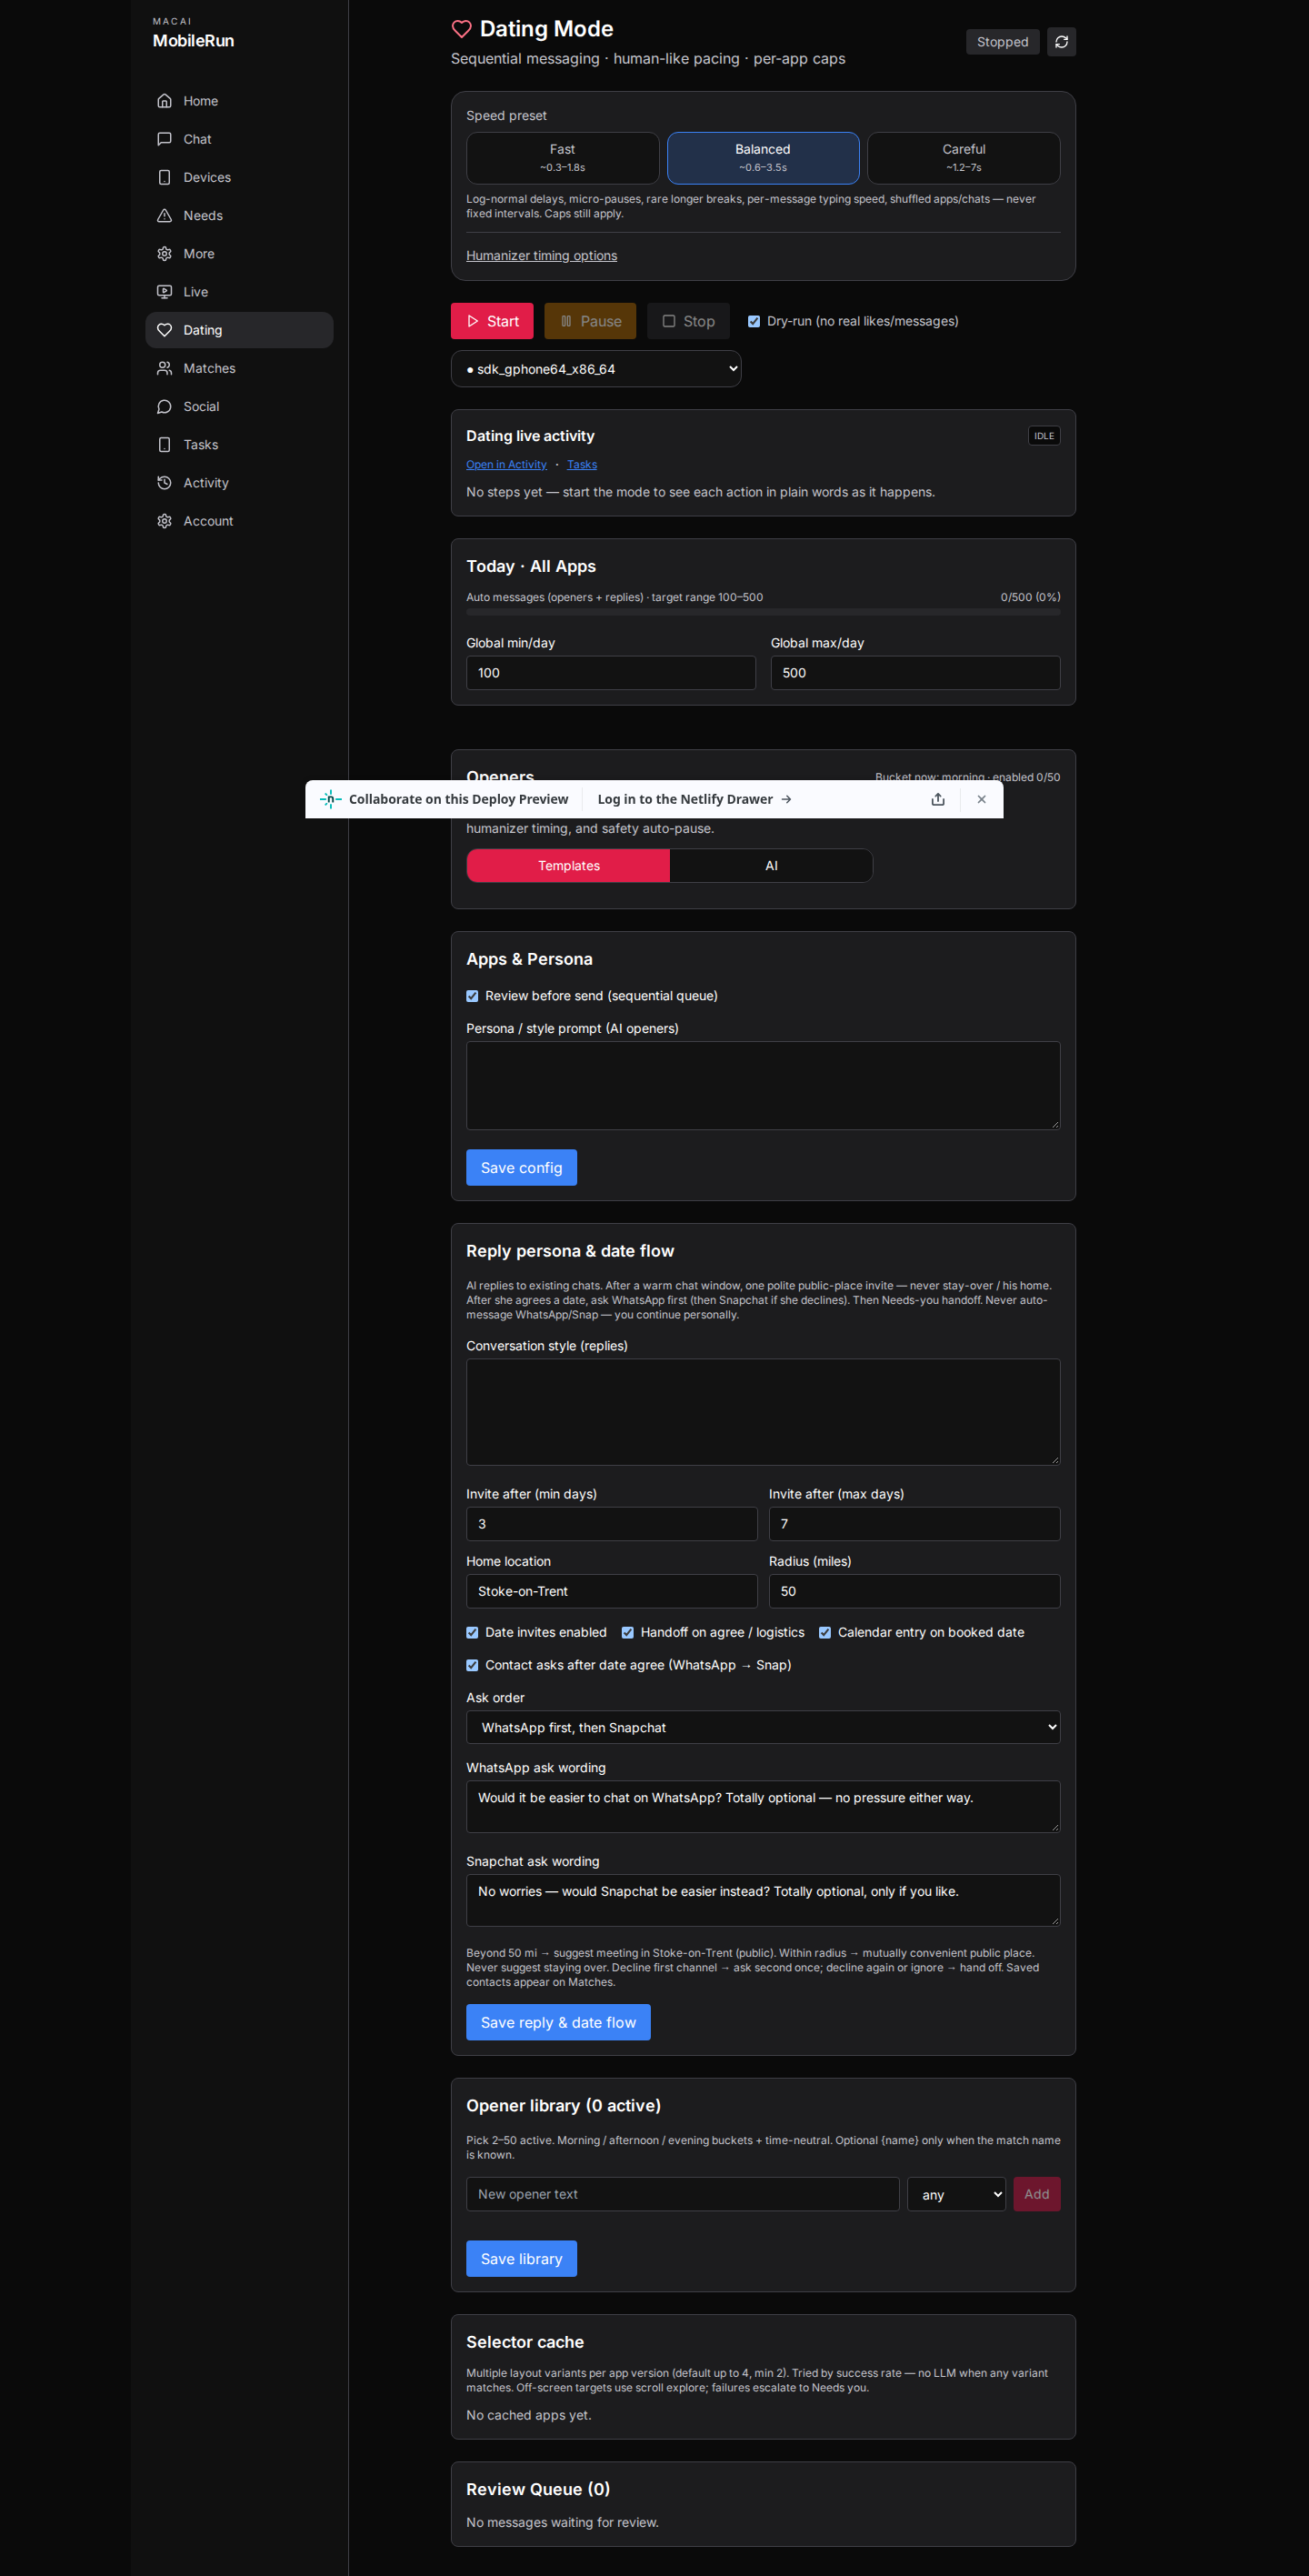 MACAI
MobileRun
Home
Chat
Devices
Needs
More
Live
Dating
Matches
Social
Tasks
Activity
Account
Dating Mode
Sequential messaging · human-like pacing · per-app caps
Stopped
Speed preset
Fast
~0.3–1.8s
Balanced
~0.6–3.5s
Careful
~1.2–7s
Log-normal delays, micro-pauses, rare longer breaks, per-message typing speed, shuffled apps/chats — never
fixed intervals. Caps still apply.
Humanizer timing options
Start
Pause
Stop
Dry-run (no real likes/messages)
● sdk_gphone64_x86_64
Dating live activity
IDLE
Open in Activity · Tasks
No steps yet — start the mode to see each action in plain words as it happens.
Today · All Apps
Auto messages (openers + replies) · target range 100–500
0/500 (0%)
Global min/day
Global max/day
100
500
Openers
Bucket now: morning · enabled 0/50
Collaborate on this Deploy Preview
Log in to the Netlify Drawer →
humanizer timing, and safety auto-pause.
Templates
AI
Apps & Persona
Review before send (sequential queue)
Persona / style prompt (AI openers)
Save config
Reply persona & date flow
AI replies to existing chats. After a warm chat window, one polite public-place invite — never stay-over / his home.
After she agrees a date, ask WhatsApp first (then Snapchat if she declines). Then Needs-you handoff. Never auto-
message WhatsApp/Snap — you continue personally.
Conversation style (replies)
Invite after (min days)
Invite after (max days)
3
7
Home location
Radius (miles)
Stoke-on-Trent
50
Date invites enabled
Handoff on agree / logistics
Calendar entry on booked date
Contact asks after date agree (WhatsApp → Snap)
Ask order
WhatsApp first, then Snapchat
WhatsApp ask wording
Would it be easier to chat on WhatsApp? Totally optional — no pressure either way.
Snapchat ask wording
No worries — would Snapchat be easier instead? Totally optional, only if you like.
Beyond 50 mi → suggest meeting in Stoke-on-Trent (public). Within radius → mutually convenient public place.
Never suggest staying over. Decline first channel → ask second once; decline again or ignore → hand off. Saved
contacts appear on Matches.
Save reply & date flow
Opener library (0 active)
Pick 2–50 active. Morning / afternoon / evening buckets + time-neutral. Optional {name} only when the match name
is known.
New opener text
any
Add
Save library
Selector cache
Multiple layout variants per app version (default up to 4, min 2). Tried by success rate — no LLM when any variant
matches. Off-screen targets use scroll explore; failures escalate to Needs you.
No cached apps yet.
Review Queue (0)
No messages waiting for review.